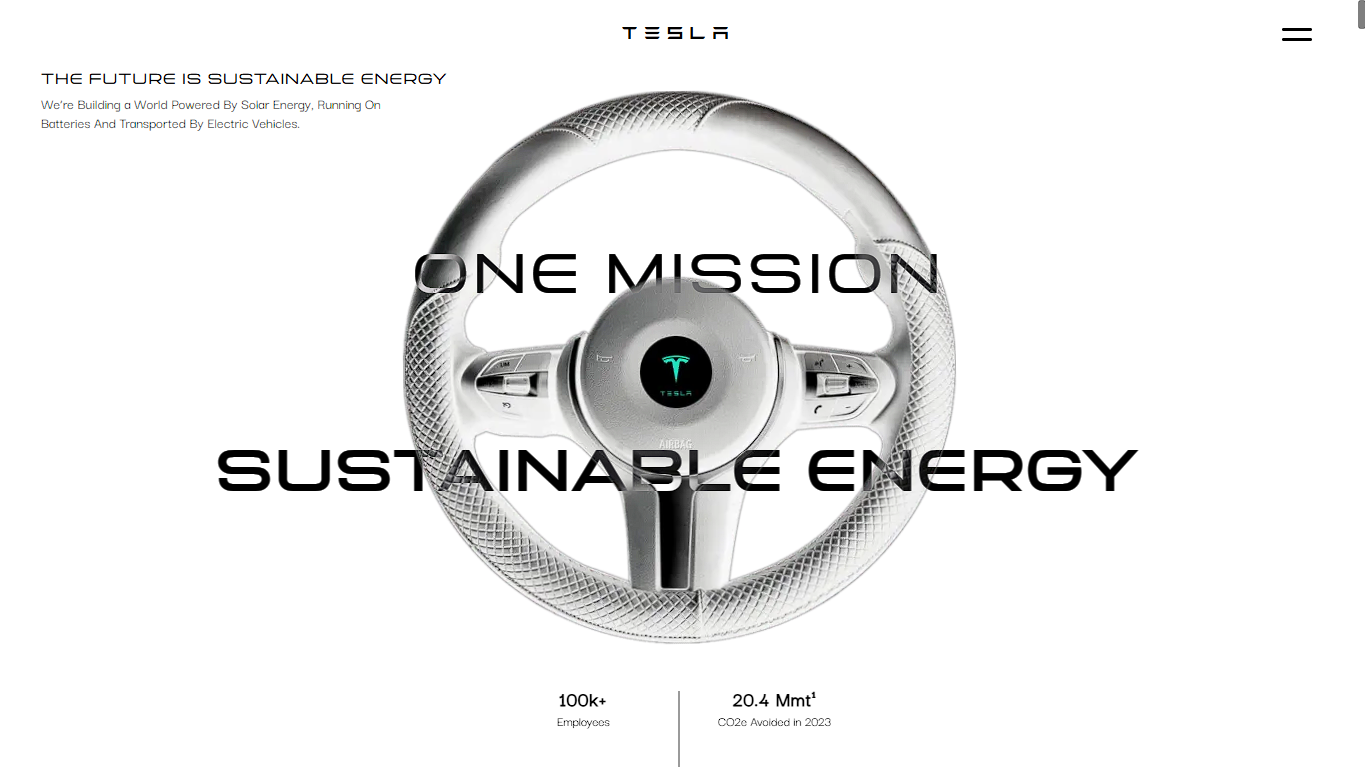 TESLA
THE FUTURE IS SUSTAINABLE ENERGY
We're Building a World Powered By Solar Energy, Running On
Batteries And Transported By Electric Vehicles.
ONE MISSION
LIM
TESLA
AIRBAG
SUSTAINABLE ENERGY
100k+
20.4 Mmt¹
Employees
CO2e Avoided in 2023